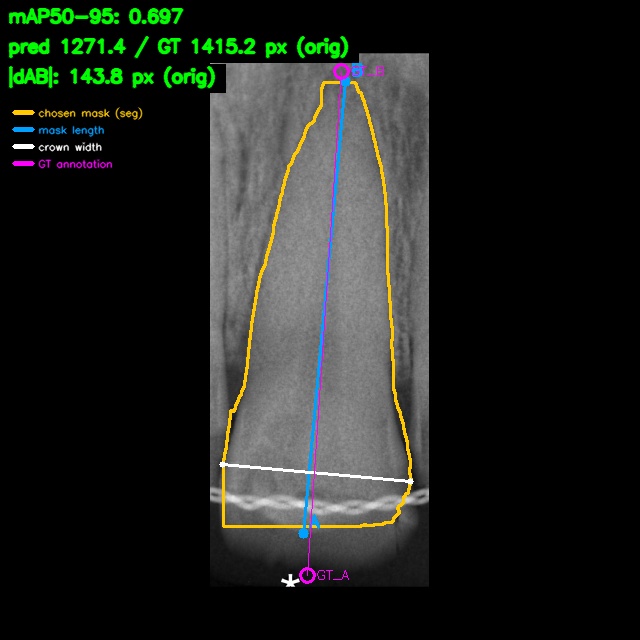 mAP50-95: 0.697
pred 1271.4 / GT 1415.2 px (orig)
|dAB|: 143.8 px (orig)
chosen mask (seg)
mask length
crown width
GT annotation
GT_A